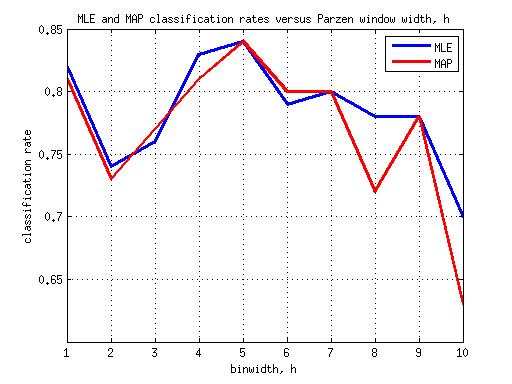 MLE and MAP classification rates versus Parzen window width, h
0.85
MLE
MAP
0.8
0.75
classification rate
0.7
0.65
1 2 3 4 5 6 7 8 9 10
binwidth, h